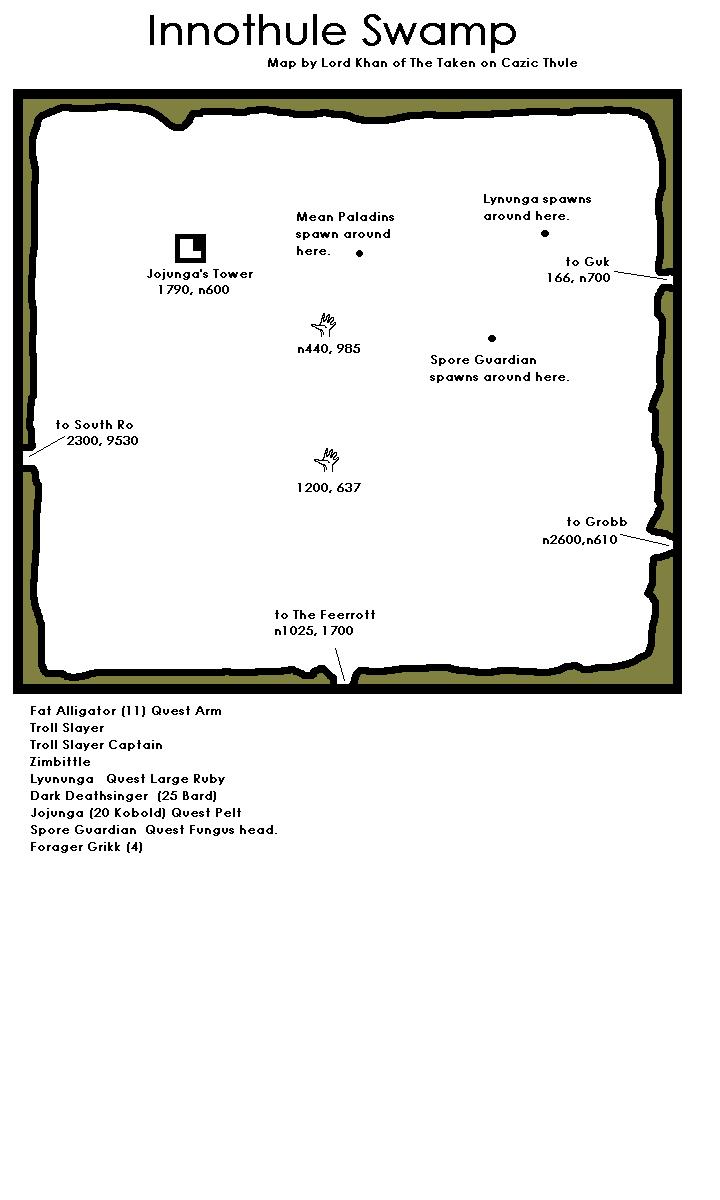 Innothule Swamp
Map by Lord Khan of The Taken on Cazic Thule
Lynunga spawns
around here.
Mean Paladins
spawn around
here.
to Guk
166, n700
Jojunga's Tower
1790, n600
n440, 985
Spore Guardian
spawns around here.
to South Ro
2300, 9530
1200, 637
to Grobb
n2600,n610
to The Feerrott
n1025, 1700
Fat Alligator (11) Quest Arm
Troll Slayer
Troll Slayer Captain
Zimbittle
Lyununga Quest Large Ruby
Dark Deathsinger (25 Bard)
Jojunga (20 Kobold) Quest Pelt
Spore Guardian Quest Fungus head.
Forager Grikk (4)